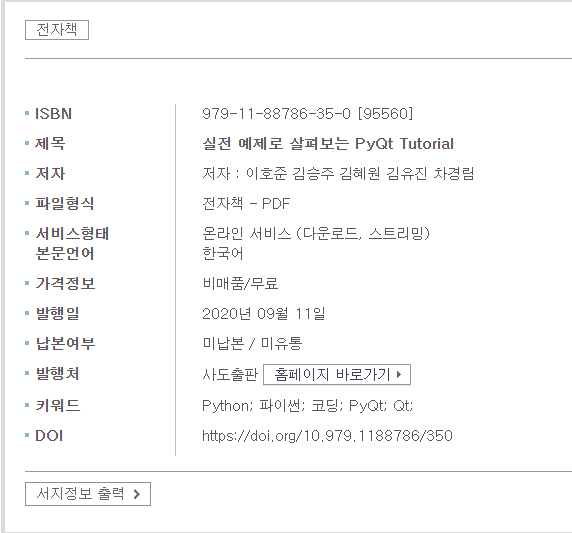 전자책
ISBN 979-11-88786-35-0 [95560]
제목 실전 예제로 살펴보는 PyQt Tutorial
저자 저자 : 이호준 김승주 김혜원 김유진 차경림
파일형식 전자책 - PDF
서비스형태 온라인 서비스 (다운로드, 스트리밍)
본문언어 한국어
가격정보 비매품/무료
발행일 2020년 09월 11일
납본여부 미납본 / 미유통
발행처 사도출판 홈페이지 바로가기
키워드 Python; 파이썬; 코딩; PyQt; Qt;
DOI https://doi.org/10.979.1188786/350
서지정보 출력